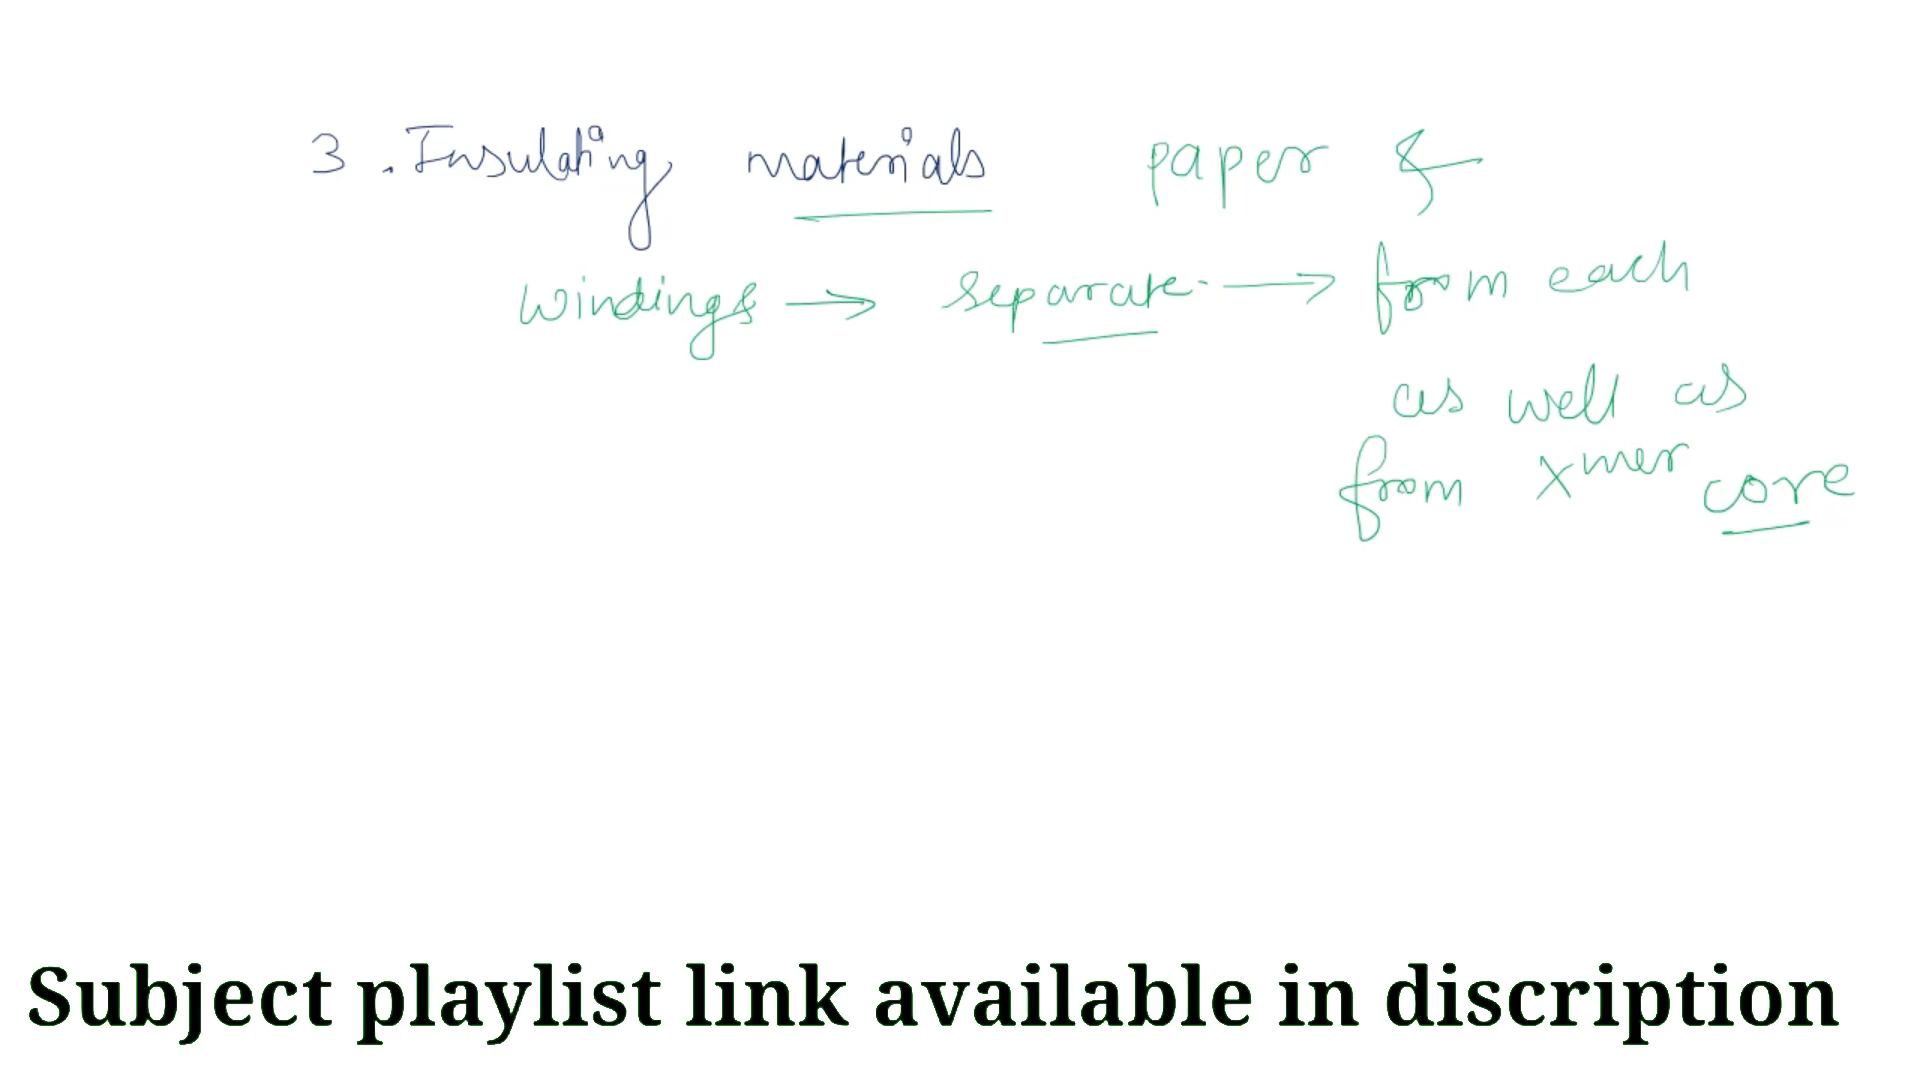 3. Insulating materials paper &
windings → separate → from each
as well as
from xmer core
Subject playlist link available in discription